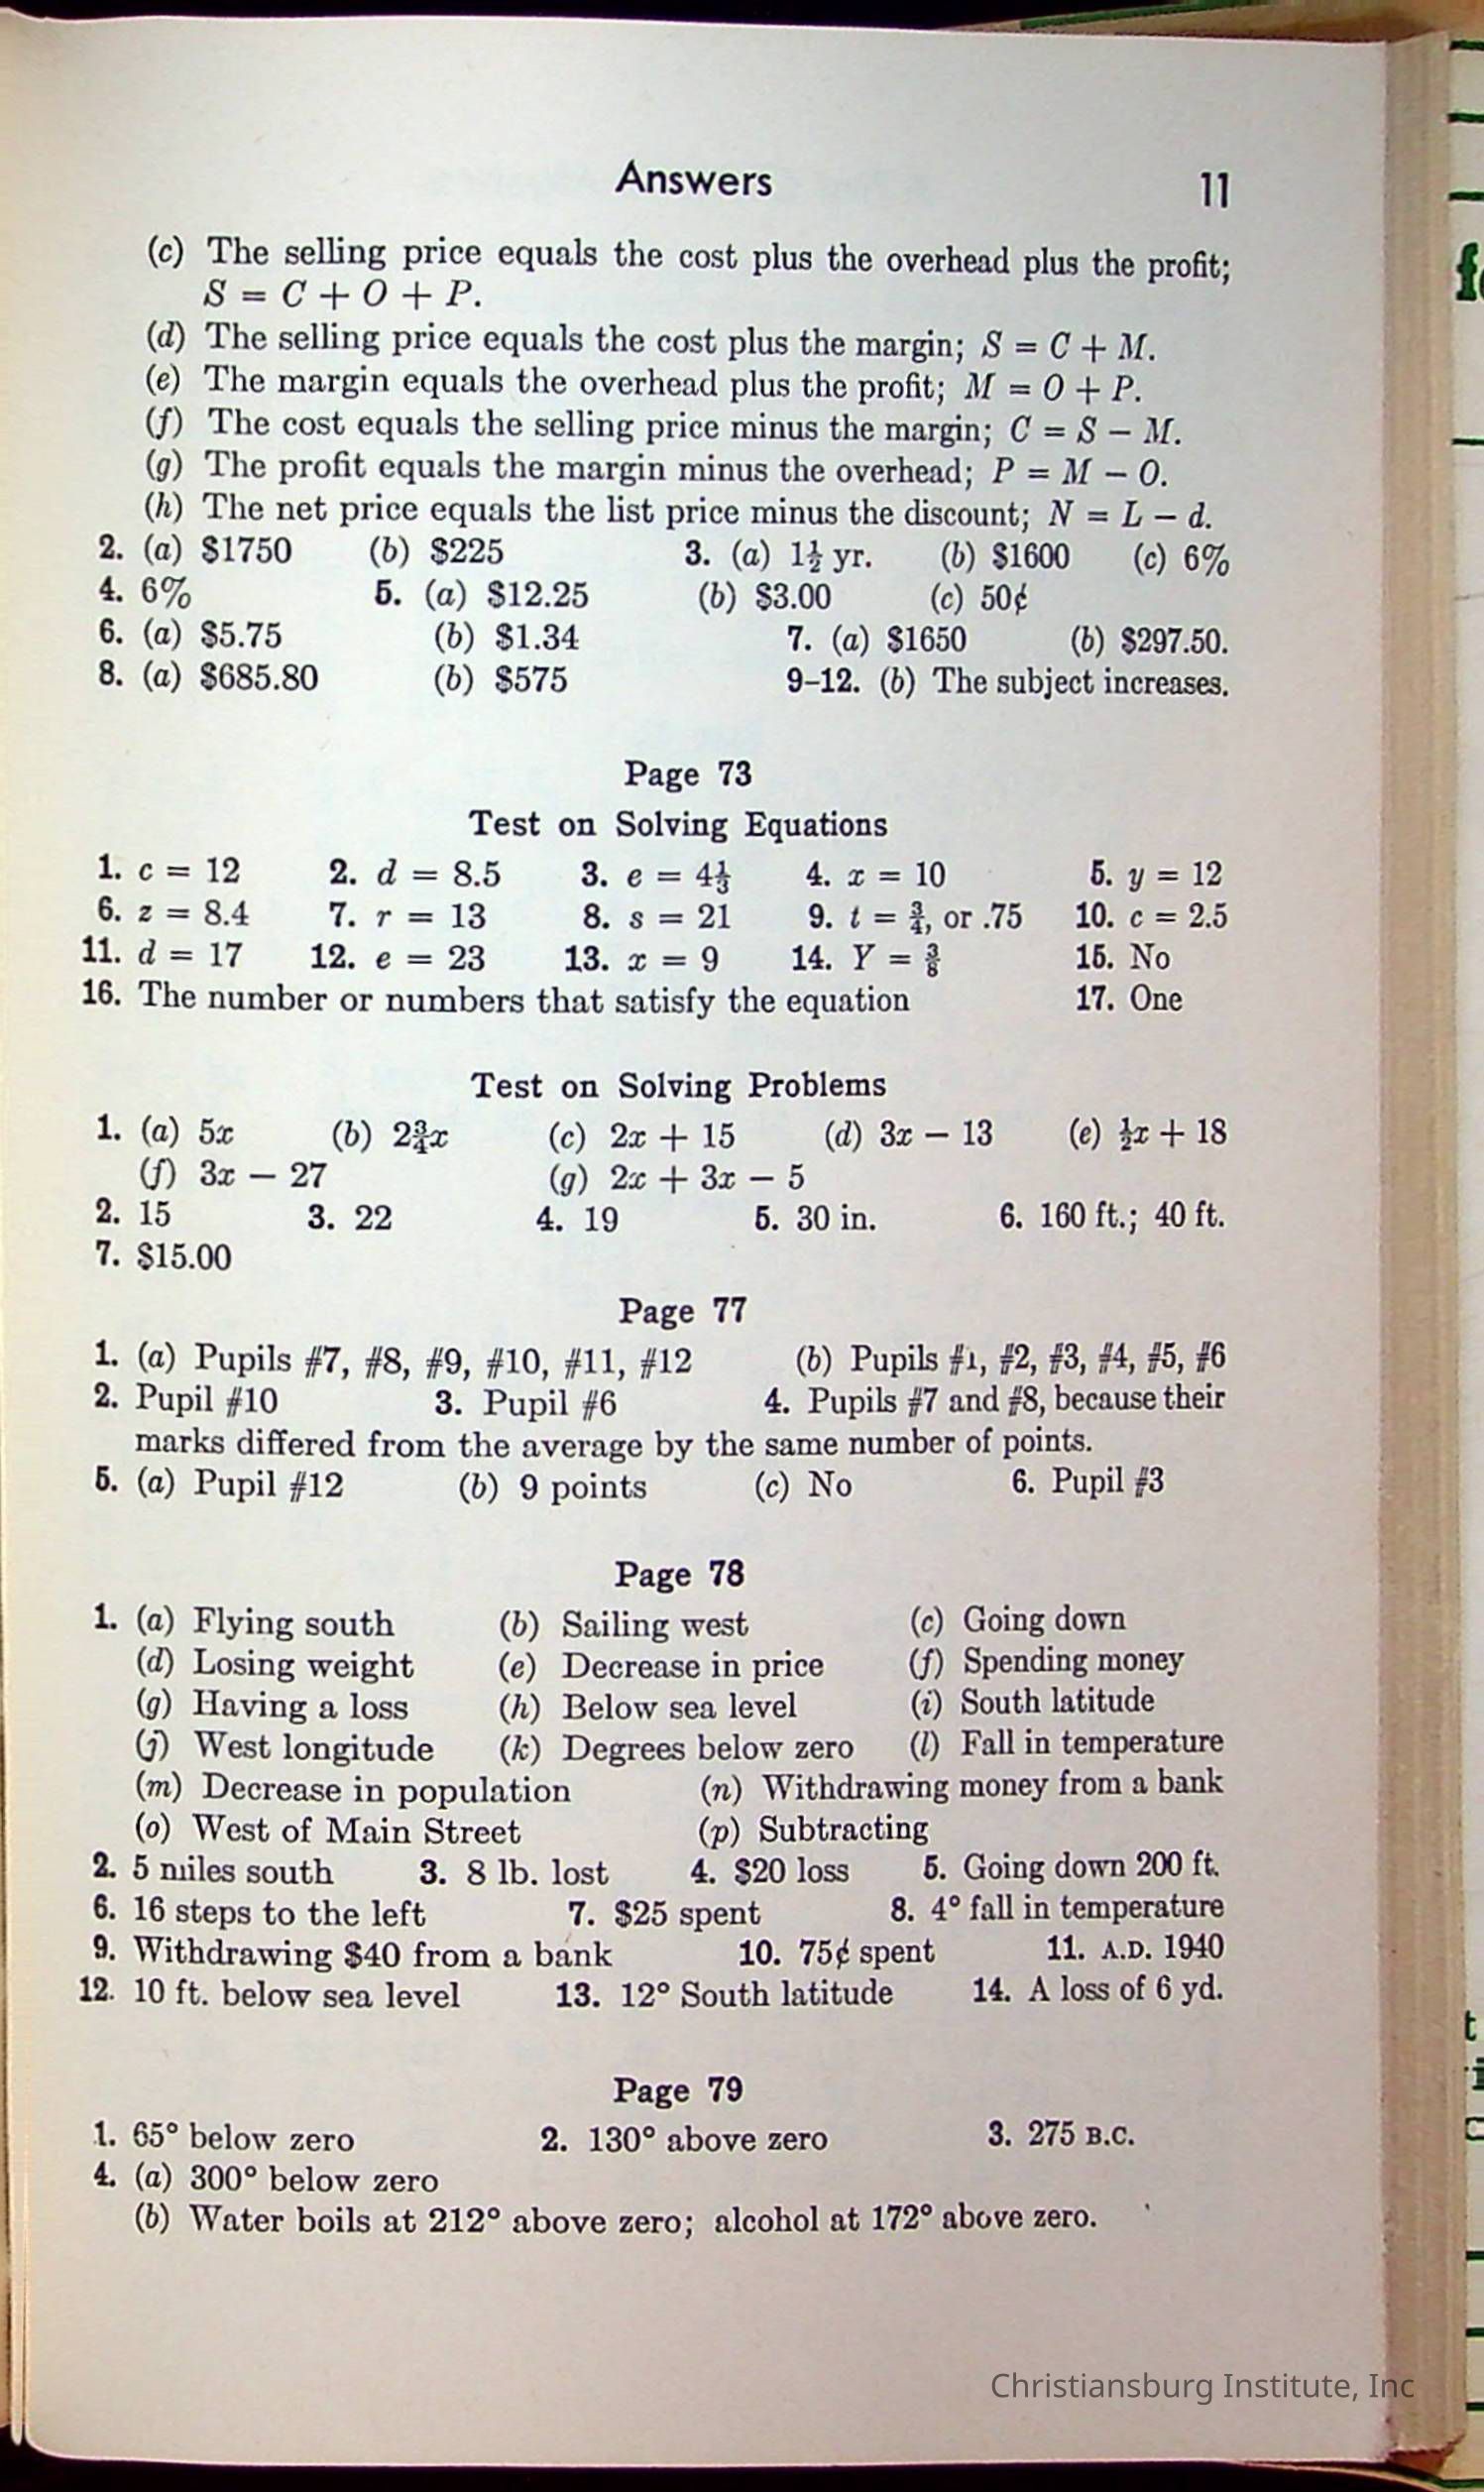 Answers 11
(c) The selling price equals the cost plus the overhead plus the profit;
S = C + O + P.
(d) The selling price equals the cost plus the margin; S = C + M.
(e) The margin equals the overhead plus the profit; M = O + P.
(f) The cost equals the selling price minus the margin; C = S – M.
(g) The profit equals the margin minus the overhead; P = M – O.
(h) The net price equals the list price minus the discount; N = L – d.
2. (a) $1750 (b) $225 3. (a) 1½ yr. (b) $1600 (c) 6%
4. 6% 5. (a) $12.25 (b) $3.00 (c) 50¢
6. (a) $5.75 (b) $1.34 7. (a) $1650 (b) $297.50.
8. (a) $685.80 (b) $575 9–12. (b) The subject increases.
Page 73
Test on Solving Equations
1. c = 12 2. d = 8.5 3. e = 4⅓ 4. x = 10 5. y = 12
6. z = 8.4 7. r = 13 8. s = 21 9. t = ¾, or .75 10. c = 2.5
11. d = 17 12. e = 23 13. x = 9 14. Y = ⅜ 15. No
16. The number or numbers that satisfy the equation 17. One
Test on Solving Problems
1. (a) 5x (b) 2¾x (c) 2x + 15 (d) 3x – 13 (e) ½x + 18
(f) 3x – 27 (g) 2x + 3x – 5
2. 15 3. 22 4. 19 5. 30 in. 6. 160 ft.; 40 ft.
7. $15.00
Page 77
1. (a) Pupils #7, #8, #9, #10, #11, #12 (b) Pupils #1, #2, #3, #4, #5, #6
2. Pupil #10 3. Pupil #6 4. Pupils #7 and #8, because their
marks differed from the average by the same number of points.
5. (a) Pupil #12 (b) 9 points (c) No 6. Pupil #3
Page 78
1. (a) Flying south (b) Sailing west (c) Going down
(d) Losing weight (e) Decrease in price (f) Spending money
(g) Having a loss (h) Below sea level (i) South latitude
(j) West longitude (k) Degrees below zero (l) Fall in temperature
(m) Decrease in population (n) Withdrawing money from a bank
(o) West of Main Street (p) Subtracting
2. 5 miles south 3. 8 lb. lost 4. $20 loss 5. Going down 200 ft.
6. 16 steps to the left 7. $25 spent 8. 4° fall in temperature
9. Withdrawing $40 from a bank 10. 75¢ spent 11. A.D. 1940
12. 10 ft. below sea level 13. 12° South latitude 14. A loss of 6 yd.
Page 79
1. 65° below zero 2. 130° above zero 3. 275 B.C.
4. (a) 300° below zero
(b) Water boils at 212° above zero; alcohol at 172° above zero.
Christiansburg Institute, Inc